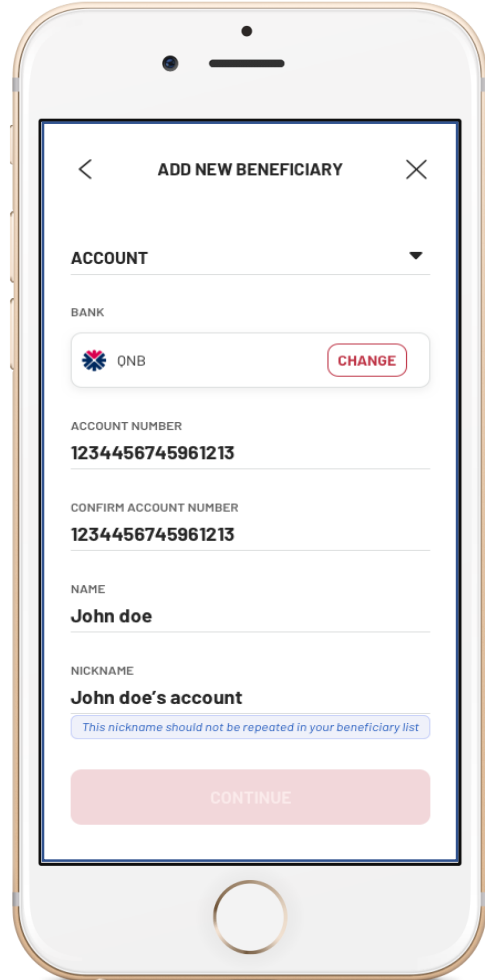 ADD NEW BENEFICIARY
ACCOUNT
BANK
QNB
CHANGE
ACCOUNT NUMBER
1234456745961213
CONFIRM ACCOUNT NUMBER
1234456745961213
NAME
John doe
NICKNAME
John doe's account
This nickname should not be repeated in your beneficiary list
CONTINUE